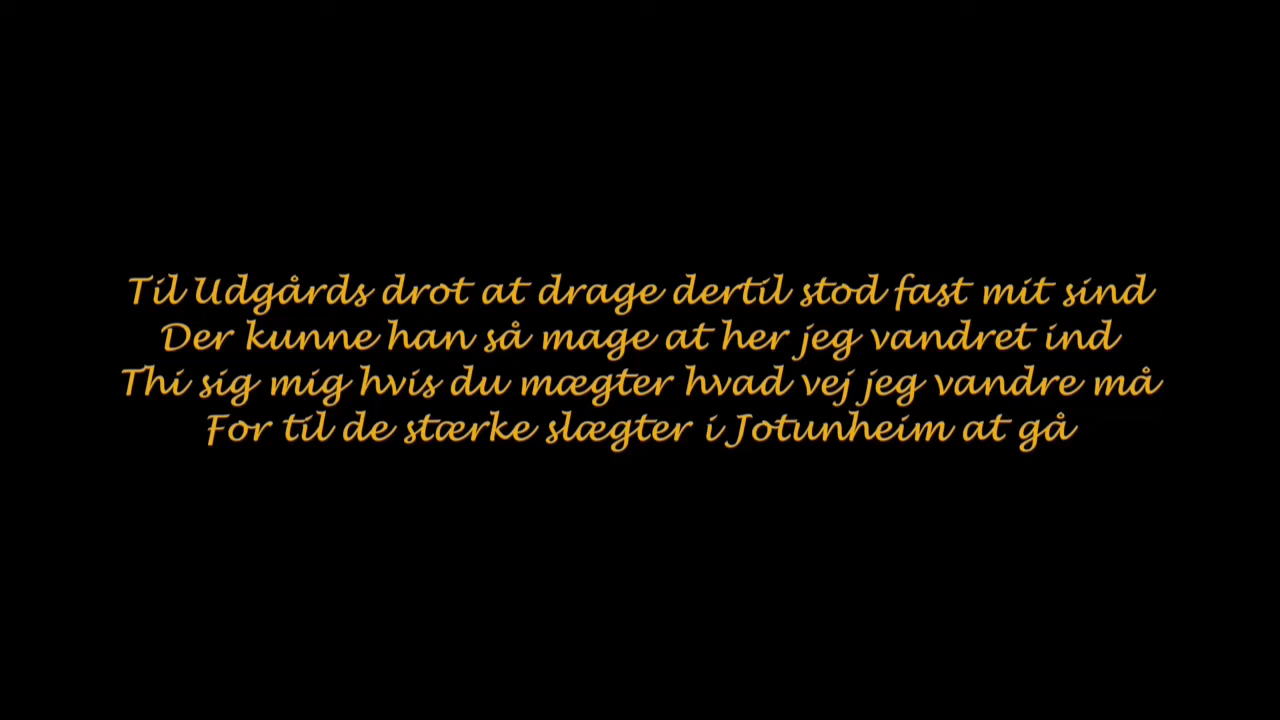 Til Udgårds drot at drage dertil stod fast mit sind
Der kunne han så mage at her jeg vandret ind
Thi sig mig hvis du mægter hvad vej jeg vandre må
For til de stærke slægter i Jotunheim at gå